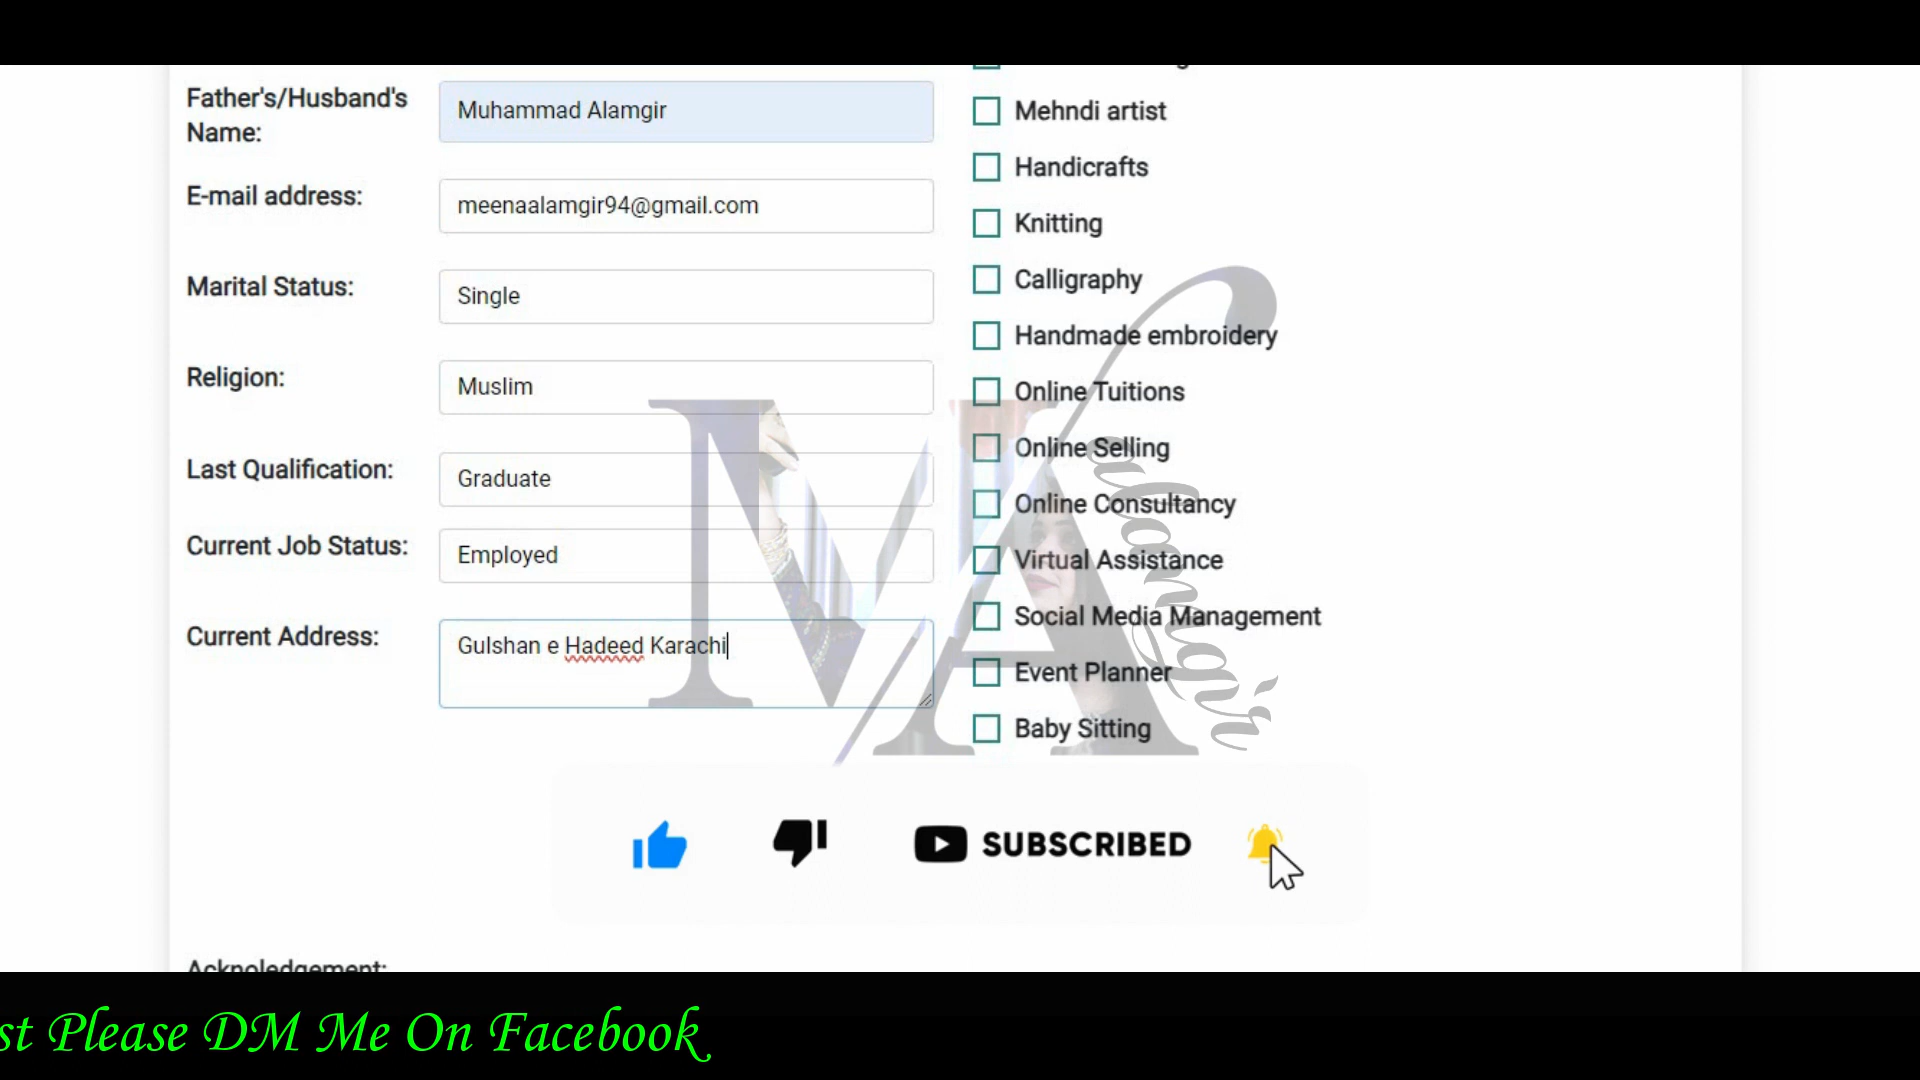 Father's/Husband's
Name:
Muhammad Alamgir
E-mail address:
meenaalamgir94@gmail.com
Marital Status:
Single
Religion:
Muslim
Last Qualification:
Graduate
Current Job Status:
Employed
Current Address:
Gulshan e Hadeed Karachi
Mehndi artist
Handicrafts
Knitting
Calligraphy
Handmade embroidery
Online Tuitions
Online Selling
Online Consultancy
Virtual Assistance
Social Media Management
Event Planner
Baby Sitting
MA
alamgir
SUBSCRIBED
Acknoledgement:
st Please DM Me On Facebook